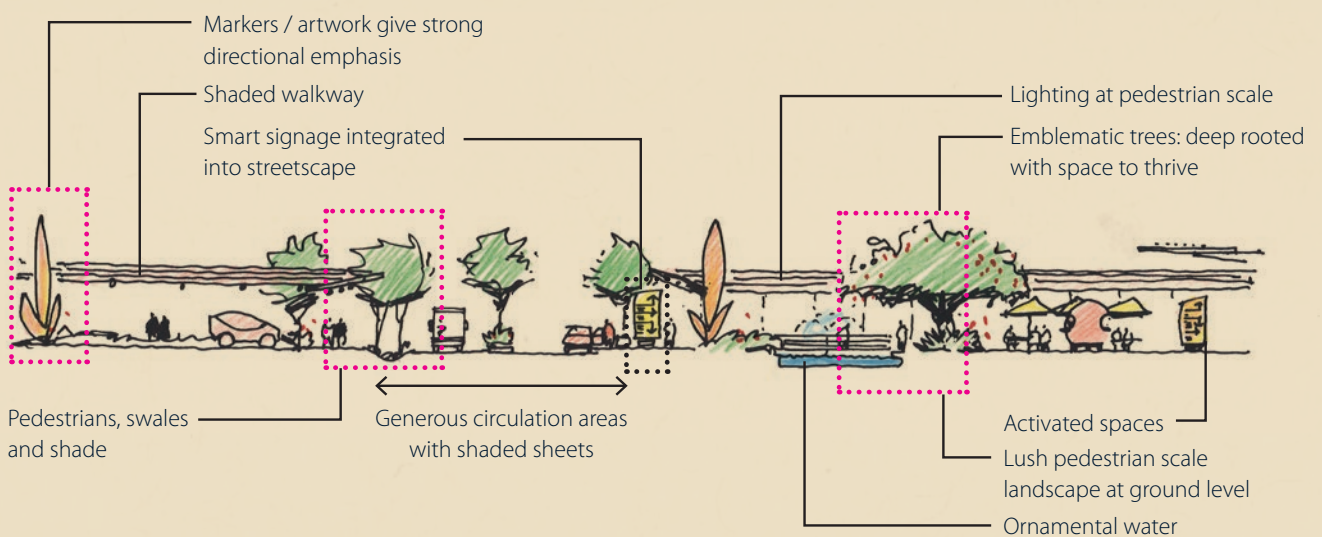 Markers / artwork give strong
directional emphasis
Shaded walkway
Smart signage integrated
into streetscape
Lighting at pedestrian scale
Emblematic trees: deep rooted
with space to thrive
Pedestrians, swales
and shade
Generous circulation areas
with shaded sheets
Activated spaces
Lush pedestrian scale
landscape at ground level
Ornamental water